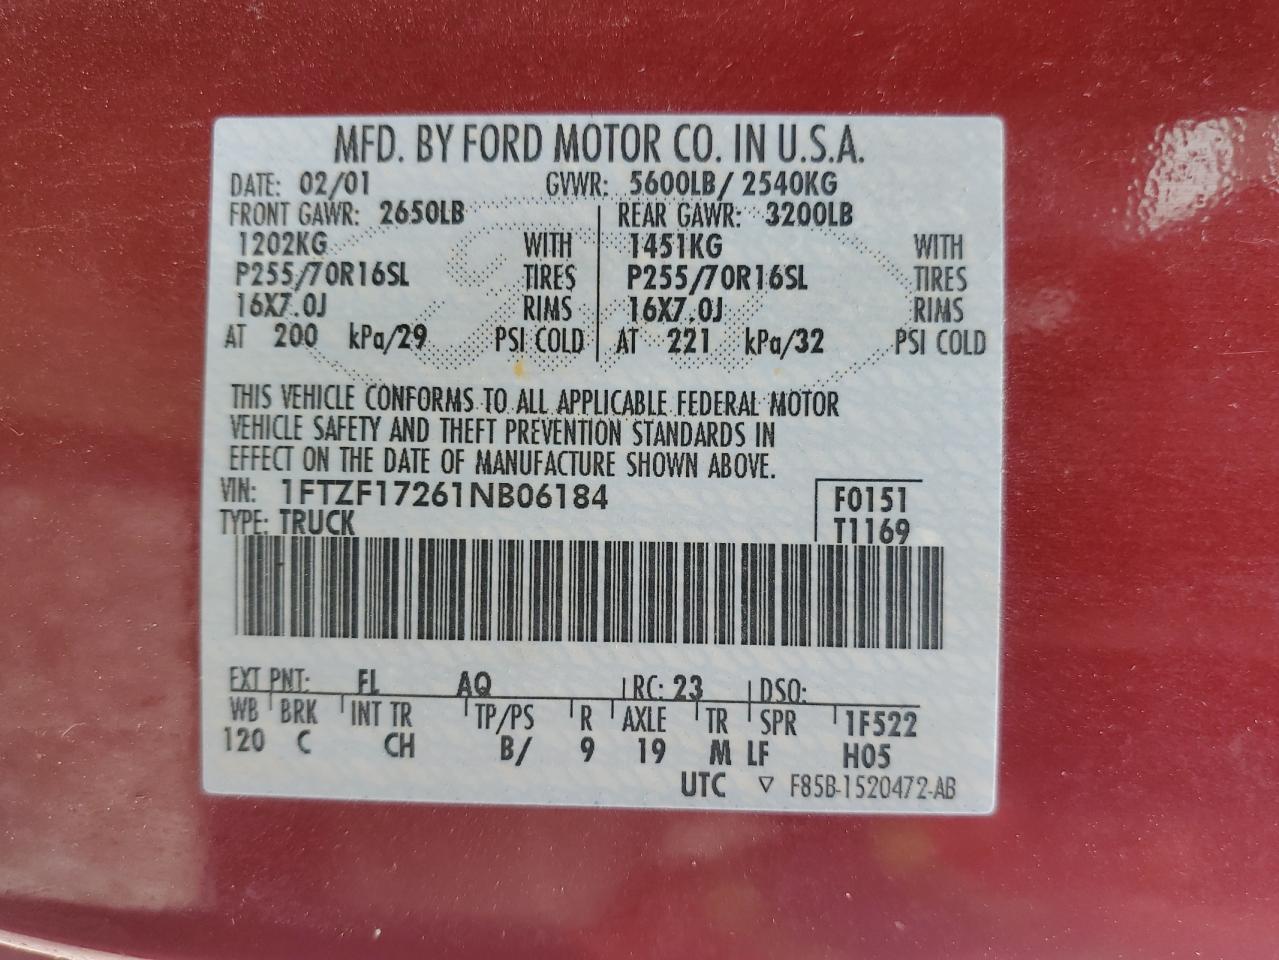 MFD. BY FORD MOTOR CO. IN U.S.A.
DATE: 02/01 GVWR: 5600LB/ 2540KG
FRONT GAWR: 2650LB REAR GAWR: 3200LB
1202KG WITH 1451KG WITH
P255/70R16SL TIRES P255/70R16SL TIRES
16X7.0J RIMS 16X7.0J RIMS
AT 200 kPa/29 PSI COLD AT 221 kPa/32 PSI COLD
THIS VEHICLE CONFORMS TO ALL APPLICABLE FEDERAL MOTOR
VEHICLE SAFETY AND THEFT PREVENTION STANDARDS IN
EFFECT ON THE DATE OF MANUFACTURE SHOWN ABOVE.
VIN: 1FTZF17261NB06184 F0151
TYPE: TRUCK T1169
EXT PNT: FL AQ RC: 23 DSO:
WB BRK INT TR TP/PS R AXLE TR SPR 1F522
120 C CH B/ 9 19 M LF H05
UTC ▽ F85B-1520472-AB